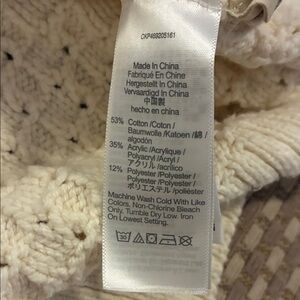 CKP469205161
Made In China
Fabriqué En Chine
Hergestellt In China
Vervaardigd In China
中国製
hecho en china
53% Cotton /Coton /
Baumwolle /Katoen /綿 /
algodón
35% Acrylic /Acrylique /
Polyacryl /Acryl /
アクリル /acrílico
12% Polyester /Polyester /
Polyester /Polyester /
ポリエステル /poliéster
Machine Wash Cold With Like
Colors, Non-Chlorine Bleach
Only, Tumble Dry Low. Iron
On Lowest Setting.